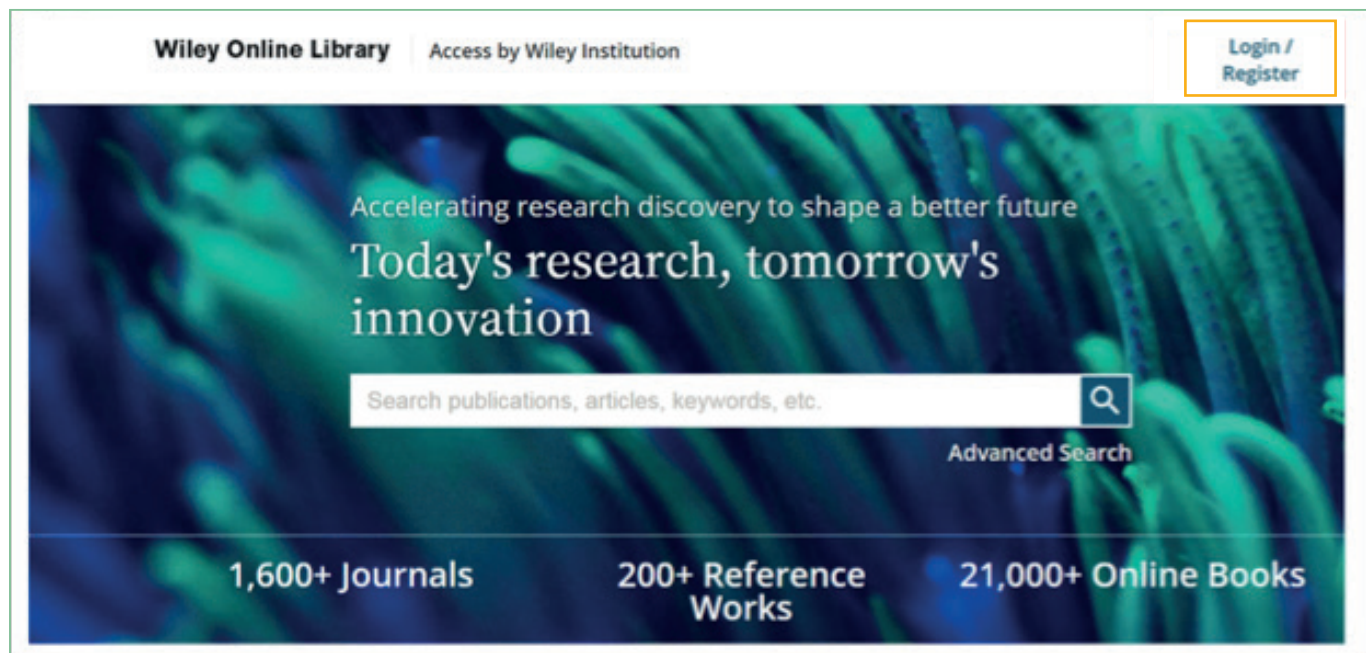 Wiley Online Library Access by Wiley Institution
Login /
Register
Accelerating research discovery to shape a better future
Today's research, tomorrow's
innovation
Search publications, articles, keywords, etc.
Advanced Search
1,600+ Journals
200+ Reference
Works
21,000+ Online Books